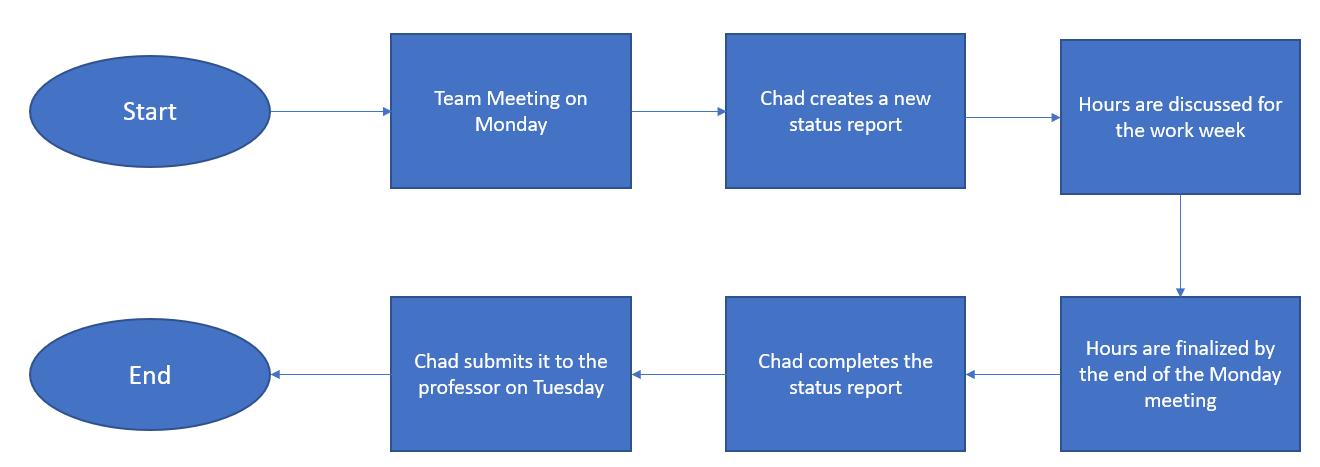 Start
Team Meeting on
Monday
Chad creates a new
status report
Hours are discussed for
the work week
Hours are finalized by
the end of the Monday
meeting
Chad completes the
status report
Chad submits it to the
professor on Tuesday
End